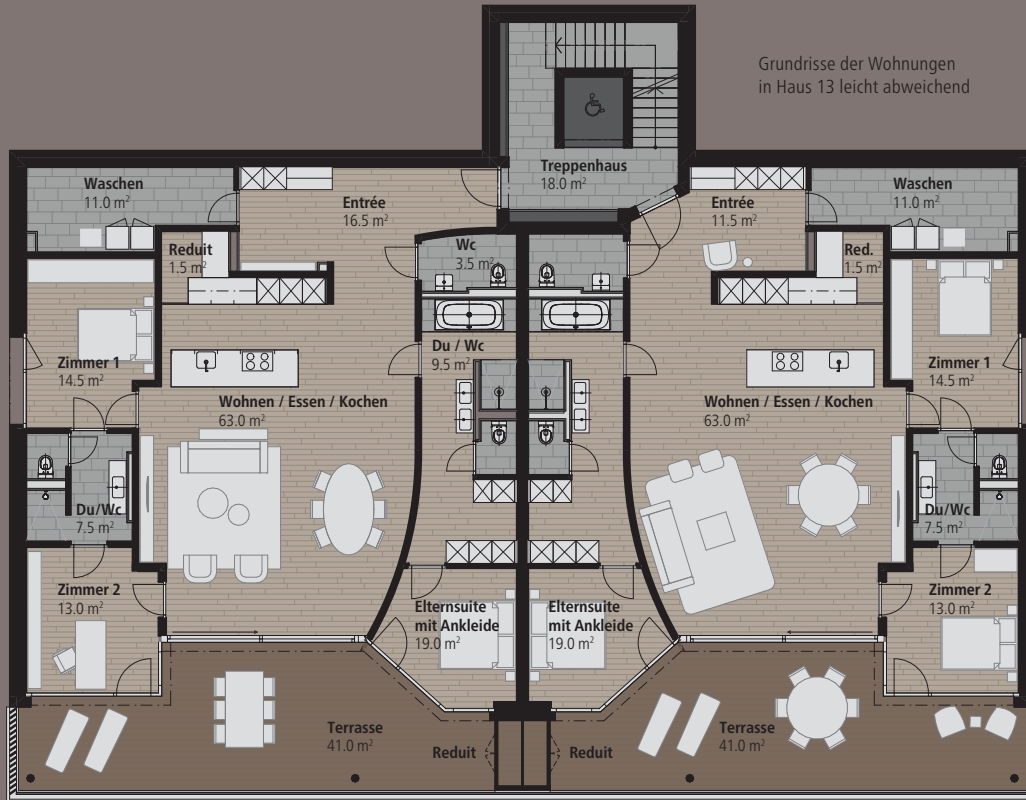 Grundrisse der Wohnungen
in Haus 13 leicht abweichend
Treppenhaus
18.0 m²
Waschen
11.0 m²
Entrée
16.5 m²
Entrée
11.5 m²
Waschen
11.0 m²
Reduit
1.5 m²
Wc
3.5 m²
Red.
1.5 m²
Zimmer 1
14.5 m²
Du / Wc
9.5 m²
Zimmer 1
14.5 m²
Wohnen / Essen / Kochen
63.0 m²
Wohnen / Essen / Kochen
63.0 m²
Du/Wc
7.5 m²
Du/Wc
7.5 m²
Zimmer 2
13.0 m²
Elternsuite
mit Ankleide
19.0 m²
Elternsuite
mit Ankleide
19.0 m²
Zimmer 2
13.0 m²
Terrasse
41.0 m²
Reduit
Reduit
Terrasse
41.0 m²